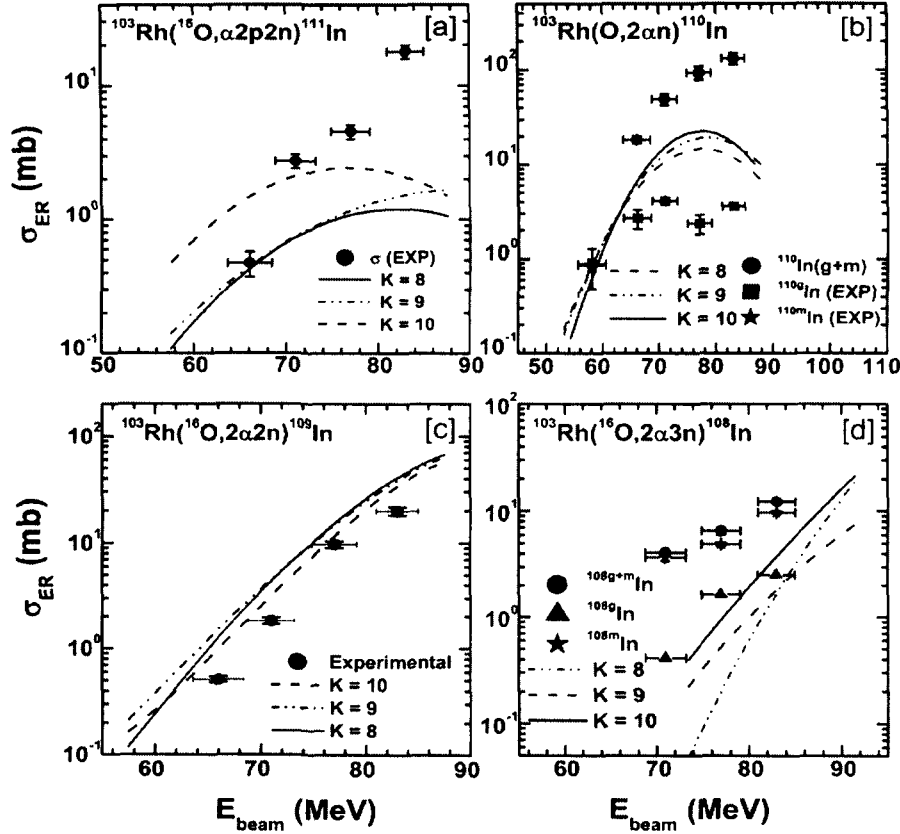 ¹⁰³Rh(¹⁶O,α2p2n)¹¹¹In [a]
10¹
10⁰
10⁻¹
σ_ER (mb)
σ (EXP)
K = 8
K = 9
K = 10
60 70 80 90
¹⁰³Rh(O,2αn)¹¹⁰In [b]
10²
10¹
10⁰
10⁻¹
K = 8
K = 9
K = 10
¹¹⁰In(g+m)
¹¹⁰ᵍIn (EXP)
¹¹⁰ᵐIn (EXP)
50 60 70 80 90 100 110
¹⁰³Rh(¹⁶O,2α2n)¹⁰⁹In [c]
10²
10¹
10⁰
10⁻¹
σ_ER (mb)
Experimental
K = 10
K = 9
K = 8
60 70 80 90
E_beam (MeV)
¹⁰³Rh(¹⁶O,2α3n)¹⁰⁸In [d]
10²
10¹
10⁰
10⁻¹
¹⁰⁸ᵍ⁺ᵐIn
¹⁰⁸ᵍIn
¹⁰⁸ᵐIn
K = 8
K = 9
K = 10
60 70 80 90
E_beam (MeV)